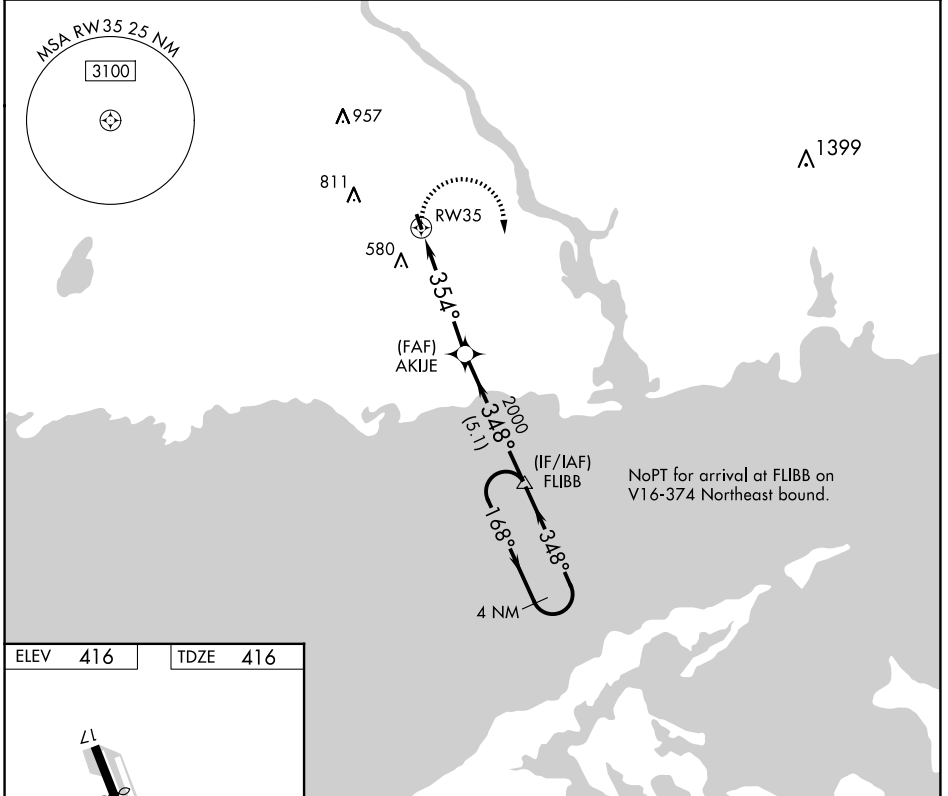 MSA RW35 25 NM
3100
957
1399
811
RW35
580
354°
(FAF)
AKIJE
2000
348°
(5.1)
(IF/IAF)
FLIBB
NoPT for arrival at FLIBB on
V16-374 Northeast bound.
168°
348°
4 NM
ELEV 416
TDZE 416
17